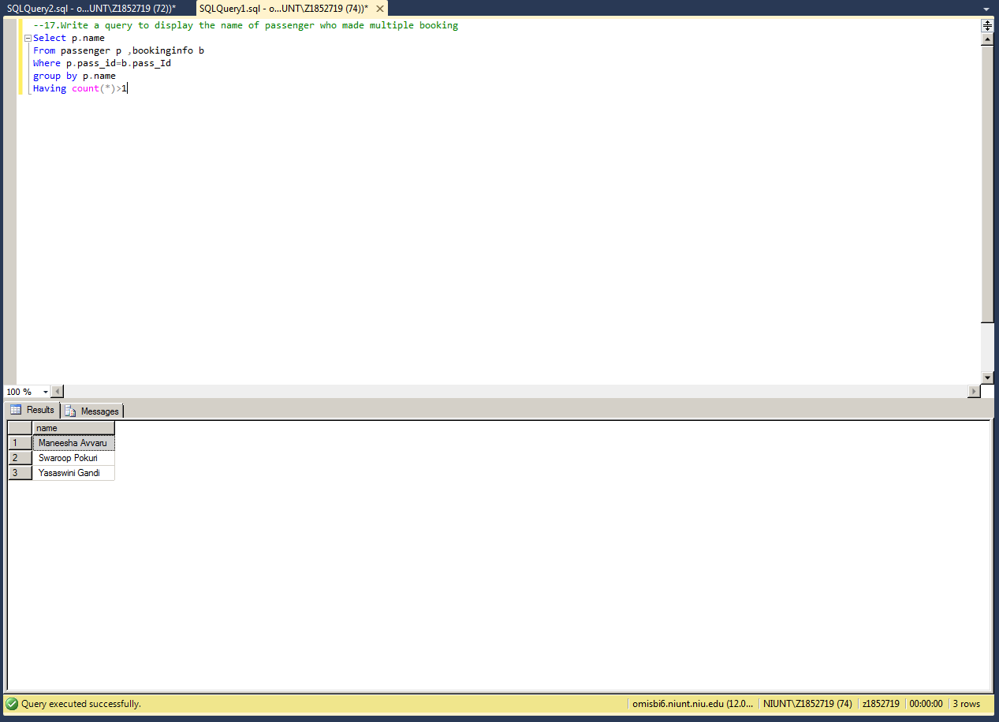 SQLQuery2.sql - o...UNT\Z1852719 (72))* SQLQuery1.sql - o...UNT\Z1852719 (74))*
--17.Write a query to display the name of passenger who made multiple booking
Select p.name
From passenger p ,bookinginfo b
Where p.pass_id=b.pass_Id
group by p.name
Having count(*)>1
100 %
Results Messages
name
1 Maneesha Avvaru
2 Swaroop Pokuri
3 Yasaswini Gandi
Query executed successfully. omisbi6.niunt.niu.edu (12.0... NIUNT\Z1852719 (74) z1852719 00:00:00 3 rows